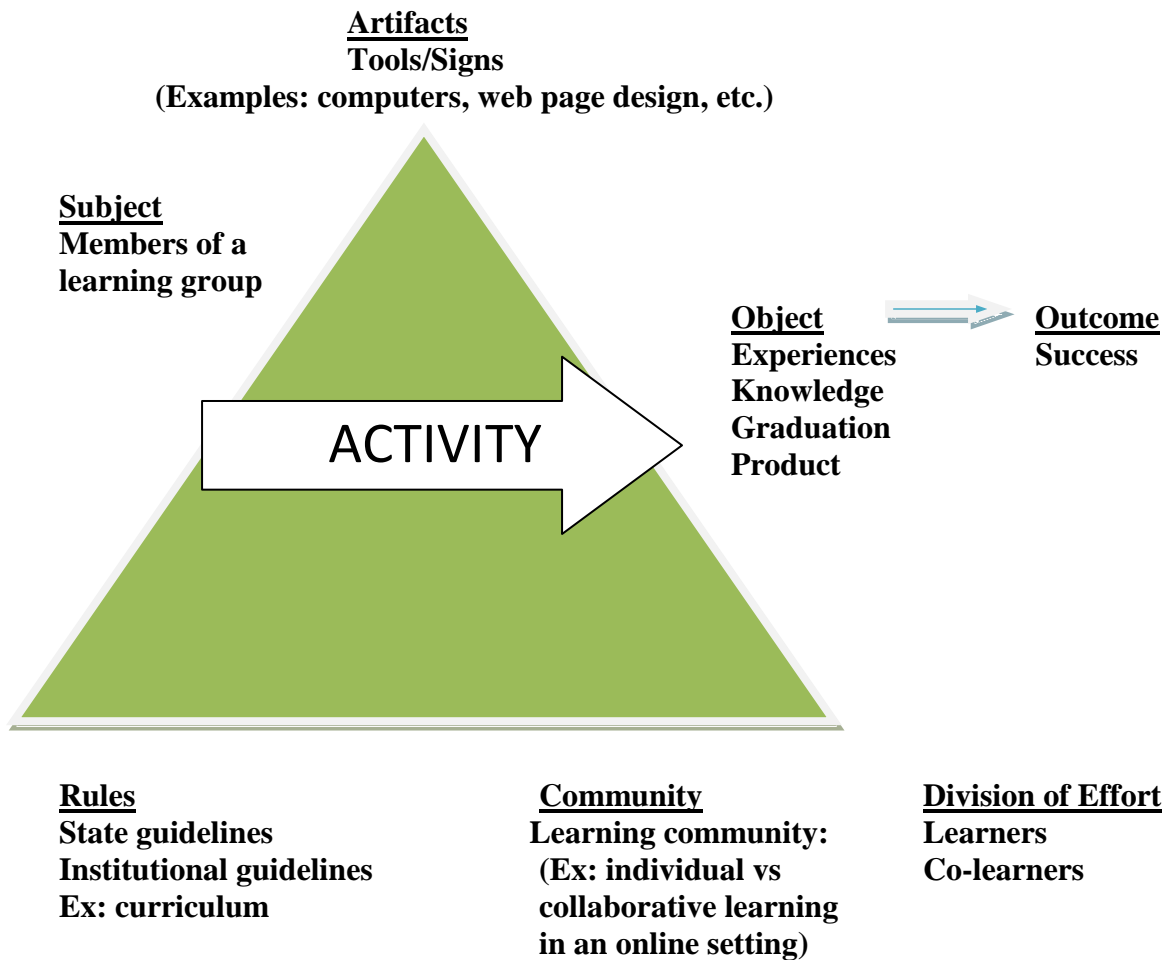 Artifacts
Tools/Signs
(Examples: computers, web page design, etc.)
Subject
Members of a
learning group
Object
Experiences
Knowledge
Graduation
Product
Outcome
Success
ACTIVITY
Rules
State guidelines
Institutional guidelines
Ex: curriculum
Community
Learning community:
(Ex: individual vs
collaborative learning
in an online setting)
Division of Effort
Learners
Co-learners